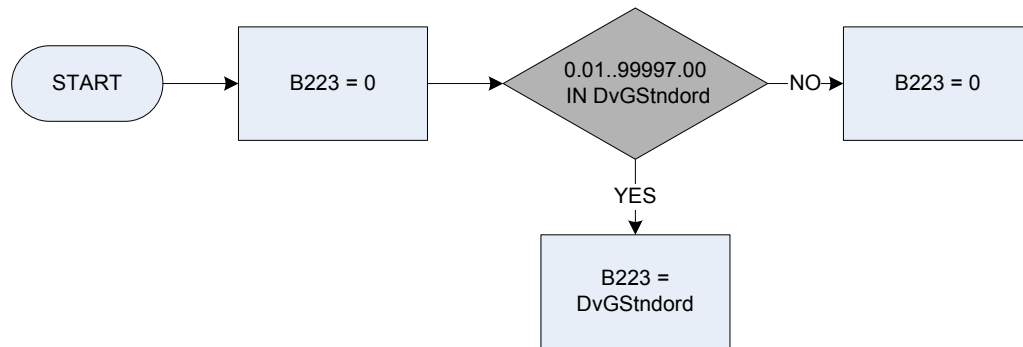 START
B223 = 0
0.01..99997.00
IN DvGStndord
NO
B223 = 0
YES
B223 =
DvGStndord